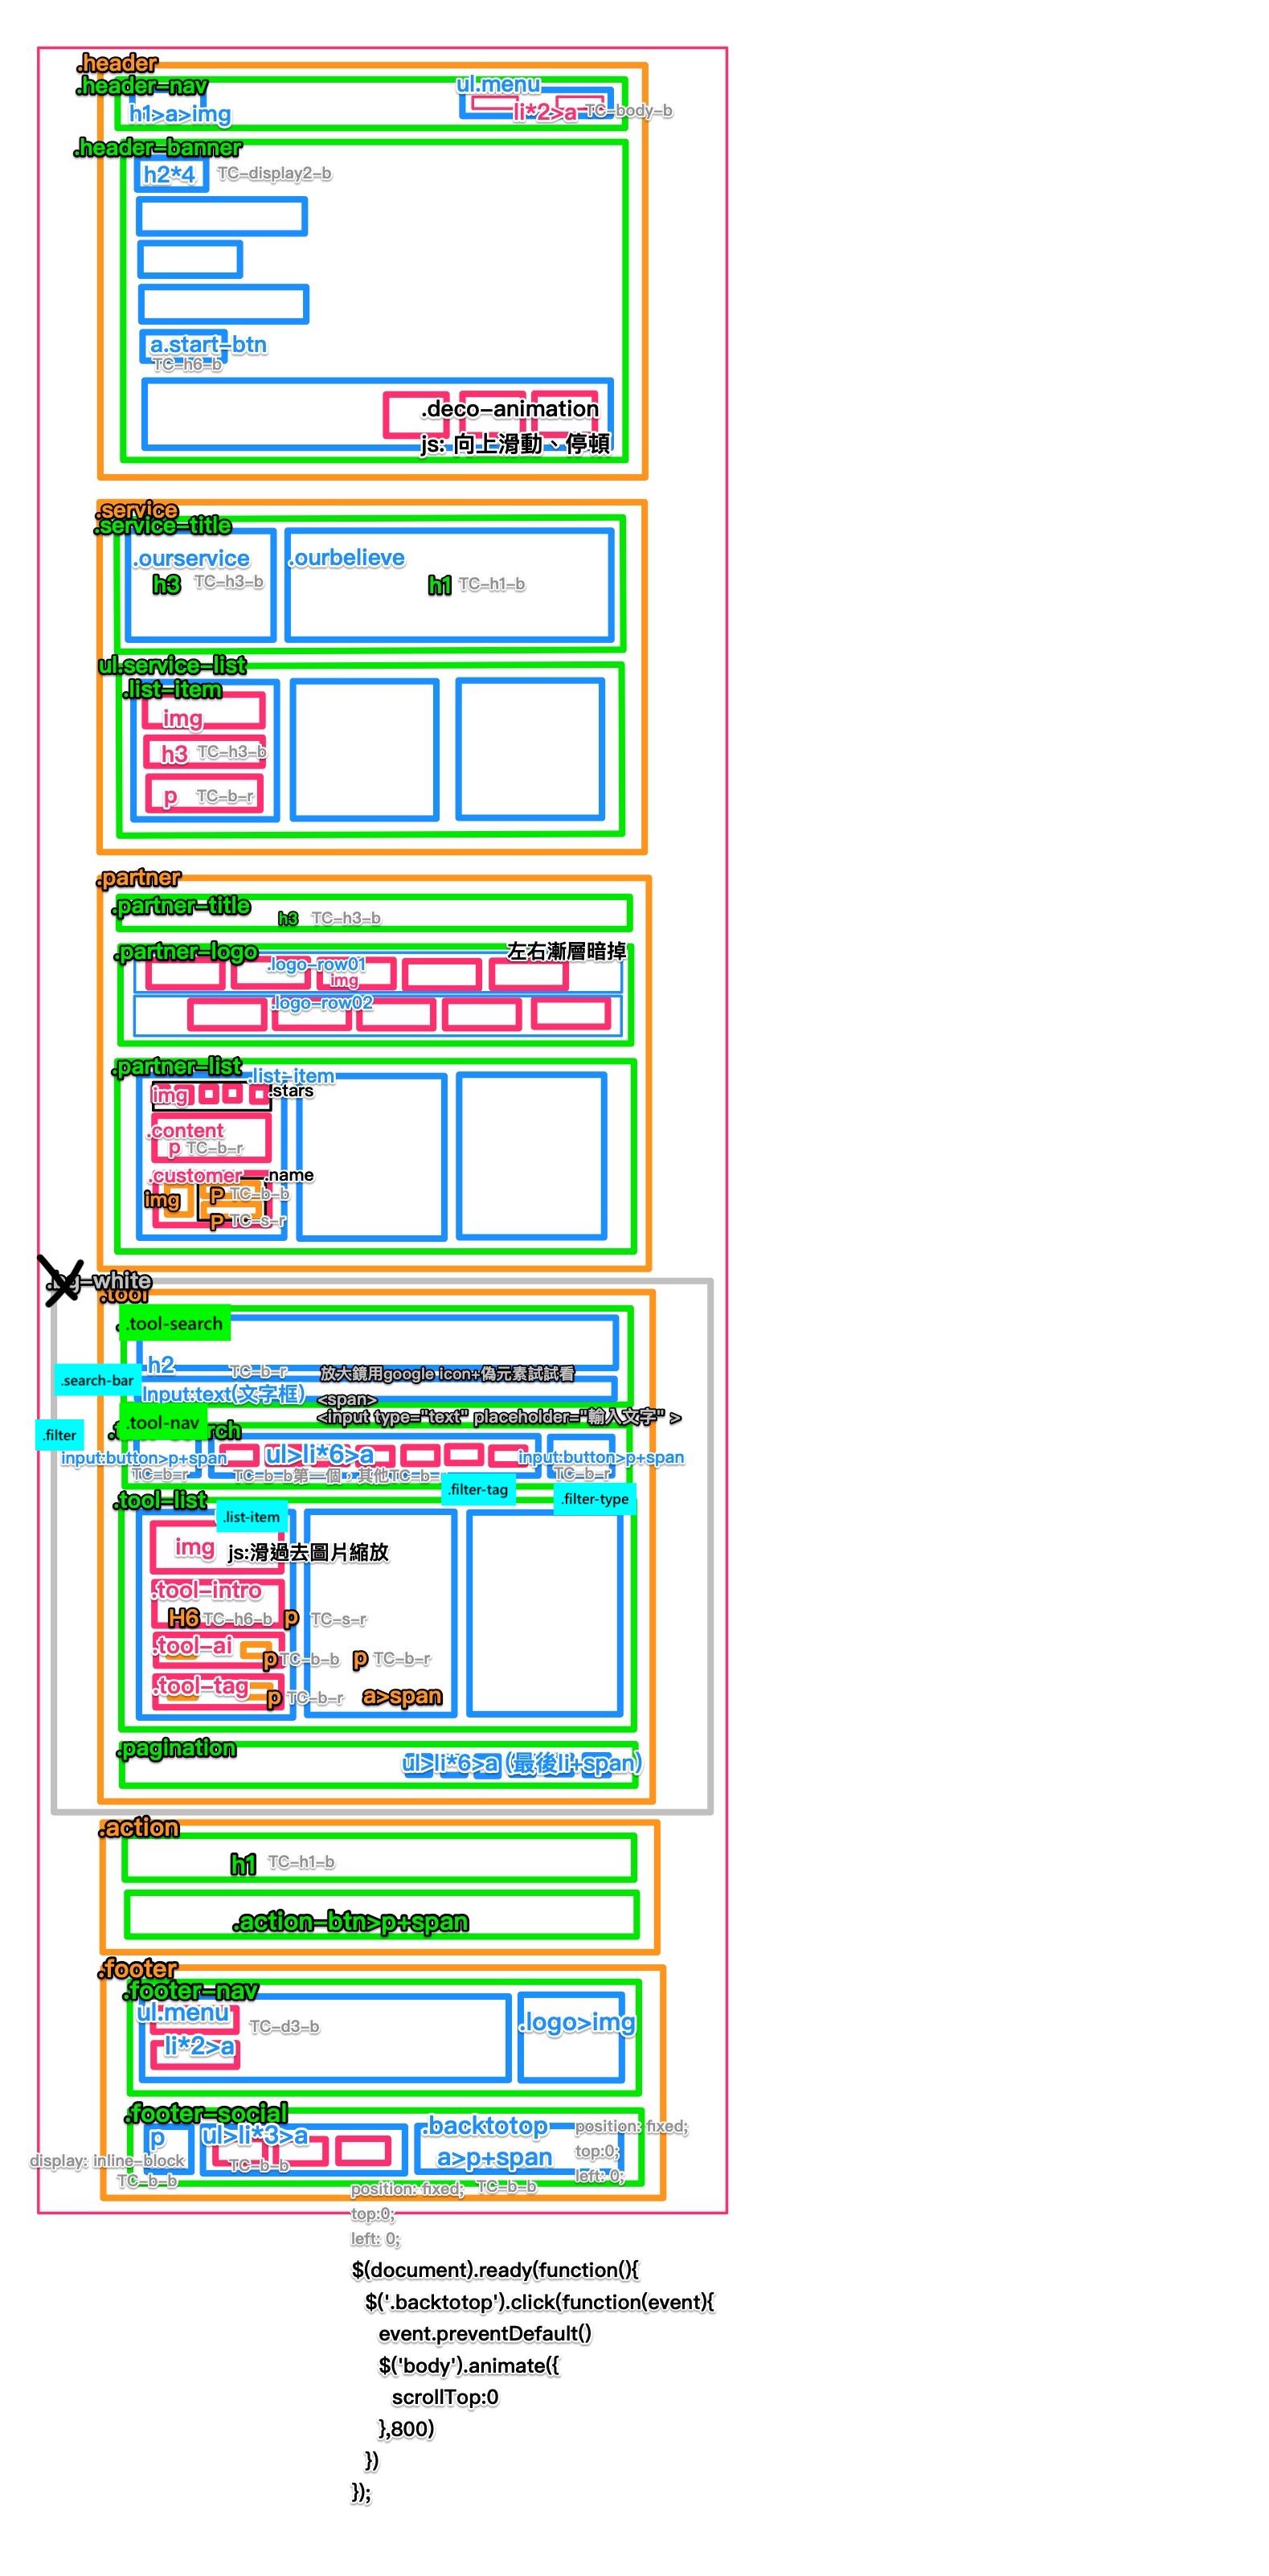 .header
.header-nav
ul.menu
h1>a>img
li*2>a
TC-body-b
.header-banner
h2*4
TC-display2-b
a.start-btn
TC-h6-b
.deco-animation
js: 向上滑動、停頓
.service
.service-title
.ourservice
.ourbelieve
h3
TC-h3-b
h1
TC-h1-b
ul.service-list
.list-item
img
h3
TC-h3-b
p
TC-b-r
.partner
.partner-title
h3
TC-h3-b
.partner-logo
左右漸層暗掉
.logo-row01
img
.logo-row02
.partner-list
.list-item
img
.stars
.content
p TC-b-r
.customer
.name
img
P TC-b-b
P TC-s-r
.bg-white
.tool
.tool-search
h2
TC-b-r
放大鏡用google icon+偽元素試試看
.search-bar
Input:text(文字框)
<span>
<input type="text" placeholder="輸入文字" >
.tool-nav
.filter
input:button>p+span
ul>li*6>a
input:button>p+span
TC-b-r
TC-b-b第一個，其他TC-b-
TC-b-r
.filter-tag
.filter-type
.tool-list
.list-item
img
js:滑過去圖片縮放
.tool-intro
H6 TC-h6-b
p TC-s-r
.tool-ai
p TC-b-b
p TC-b-r
.tool-tag
p TC-b-r
a>span
.pagination
ul>li*6>a (最後li+span)
.action
h1
TC-h1-b
.action-btn>p+span
.footer
.footer-nav
ul.menu
TC-d3-b
.logo>img
li*2>a
.footer-social
p
ul>li*3>a
.backtotop
position: fixed;
top:0;
left: 0;
a>p+span
display: inline-block
TC-b-b
TC-b-b
position: fixed;
TC-b-b
top:0;
left: 0;
$(document).ready(function(){
$('.backtotop').click(function(event){
event.preventDefault()
$('body').animate({
scrollTop:0
},800)
})
});